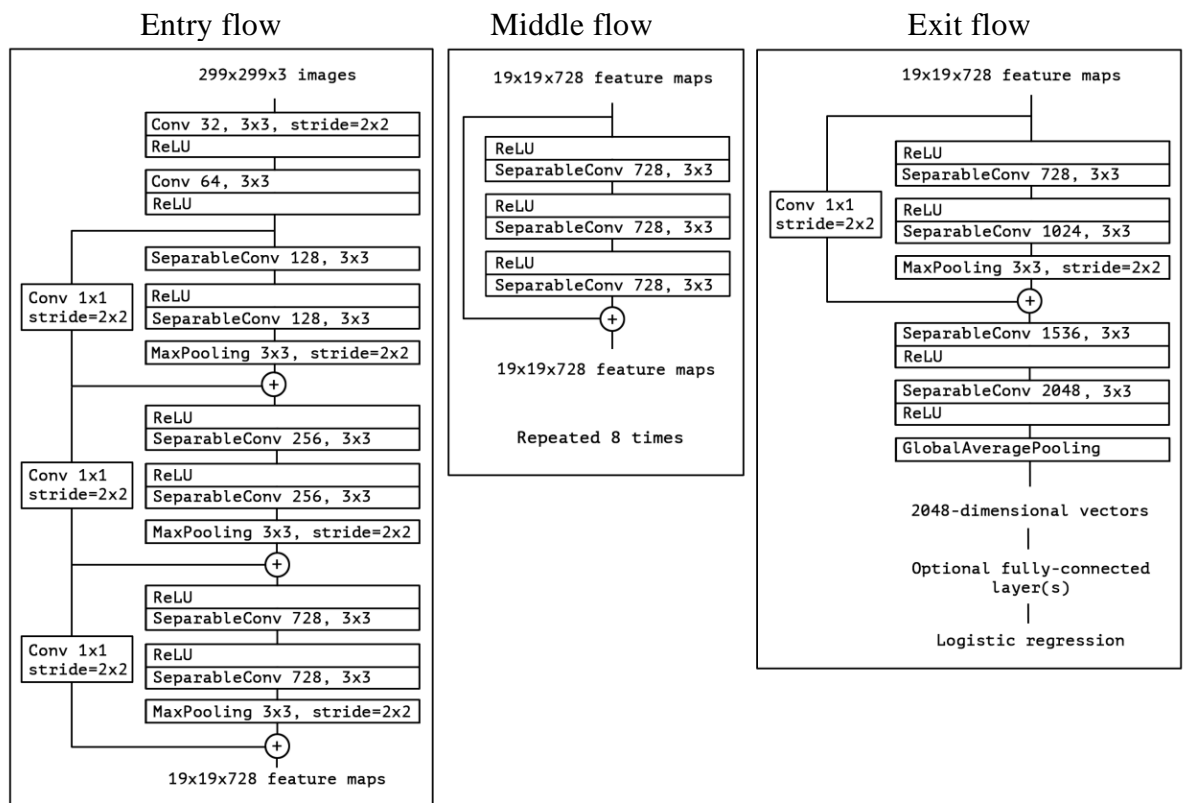 Entry flow
299x299x3 images
Conv 32, 3x3, stride=2x2
ReLU
Conv 64, 3x3
ReLU
SeparableConv 128, 3x3
Conv 1x1
stride=2x2
ReLU
SeparableConv 128, 3x3
MaxPooling 3x3, stride=2x2
+
ReLU
SeparableConv 256, 3x3
Conv 1x1
stride=2x2
ReLU
SeparableConv 256, 3x3
MaxPooling 3x3, stride=2x2
+
ReLU
SeparableConv 728, 3x3
Conv 1x1
stride=2x2
ReLU
SeparableConv 728, 3x3
MaxPooling 3x3, stride=2x2
+
19x19x728 feature maps
Middle flow
19x19x728 feature maps
ReLU
SeparableConv 728, 3x3
ReLU
SeparableConv 728, 3x3
ReLU
SeparableConv 728, 3x3
+
19x19x728 feature maps
Repeated 8 times
Exit flow
19x19x728 feature maps
ReLU
SeparableConv 728, 3x3
Conv 1x1
stride=2x2
ReLU
SeparableConv 1024, 3x3
MaxPooling 3x3, stride=2x2
+
SeparableConv 1536, 3x3
ReLU
SeparableConv 2048, 3x3
ReLU
GlobalAveragePooling
2048-dimensional vectors
Optional fully-connected
layer(s)
Logistic regression